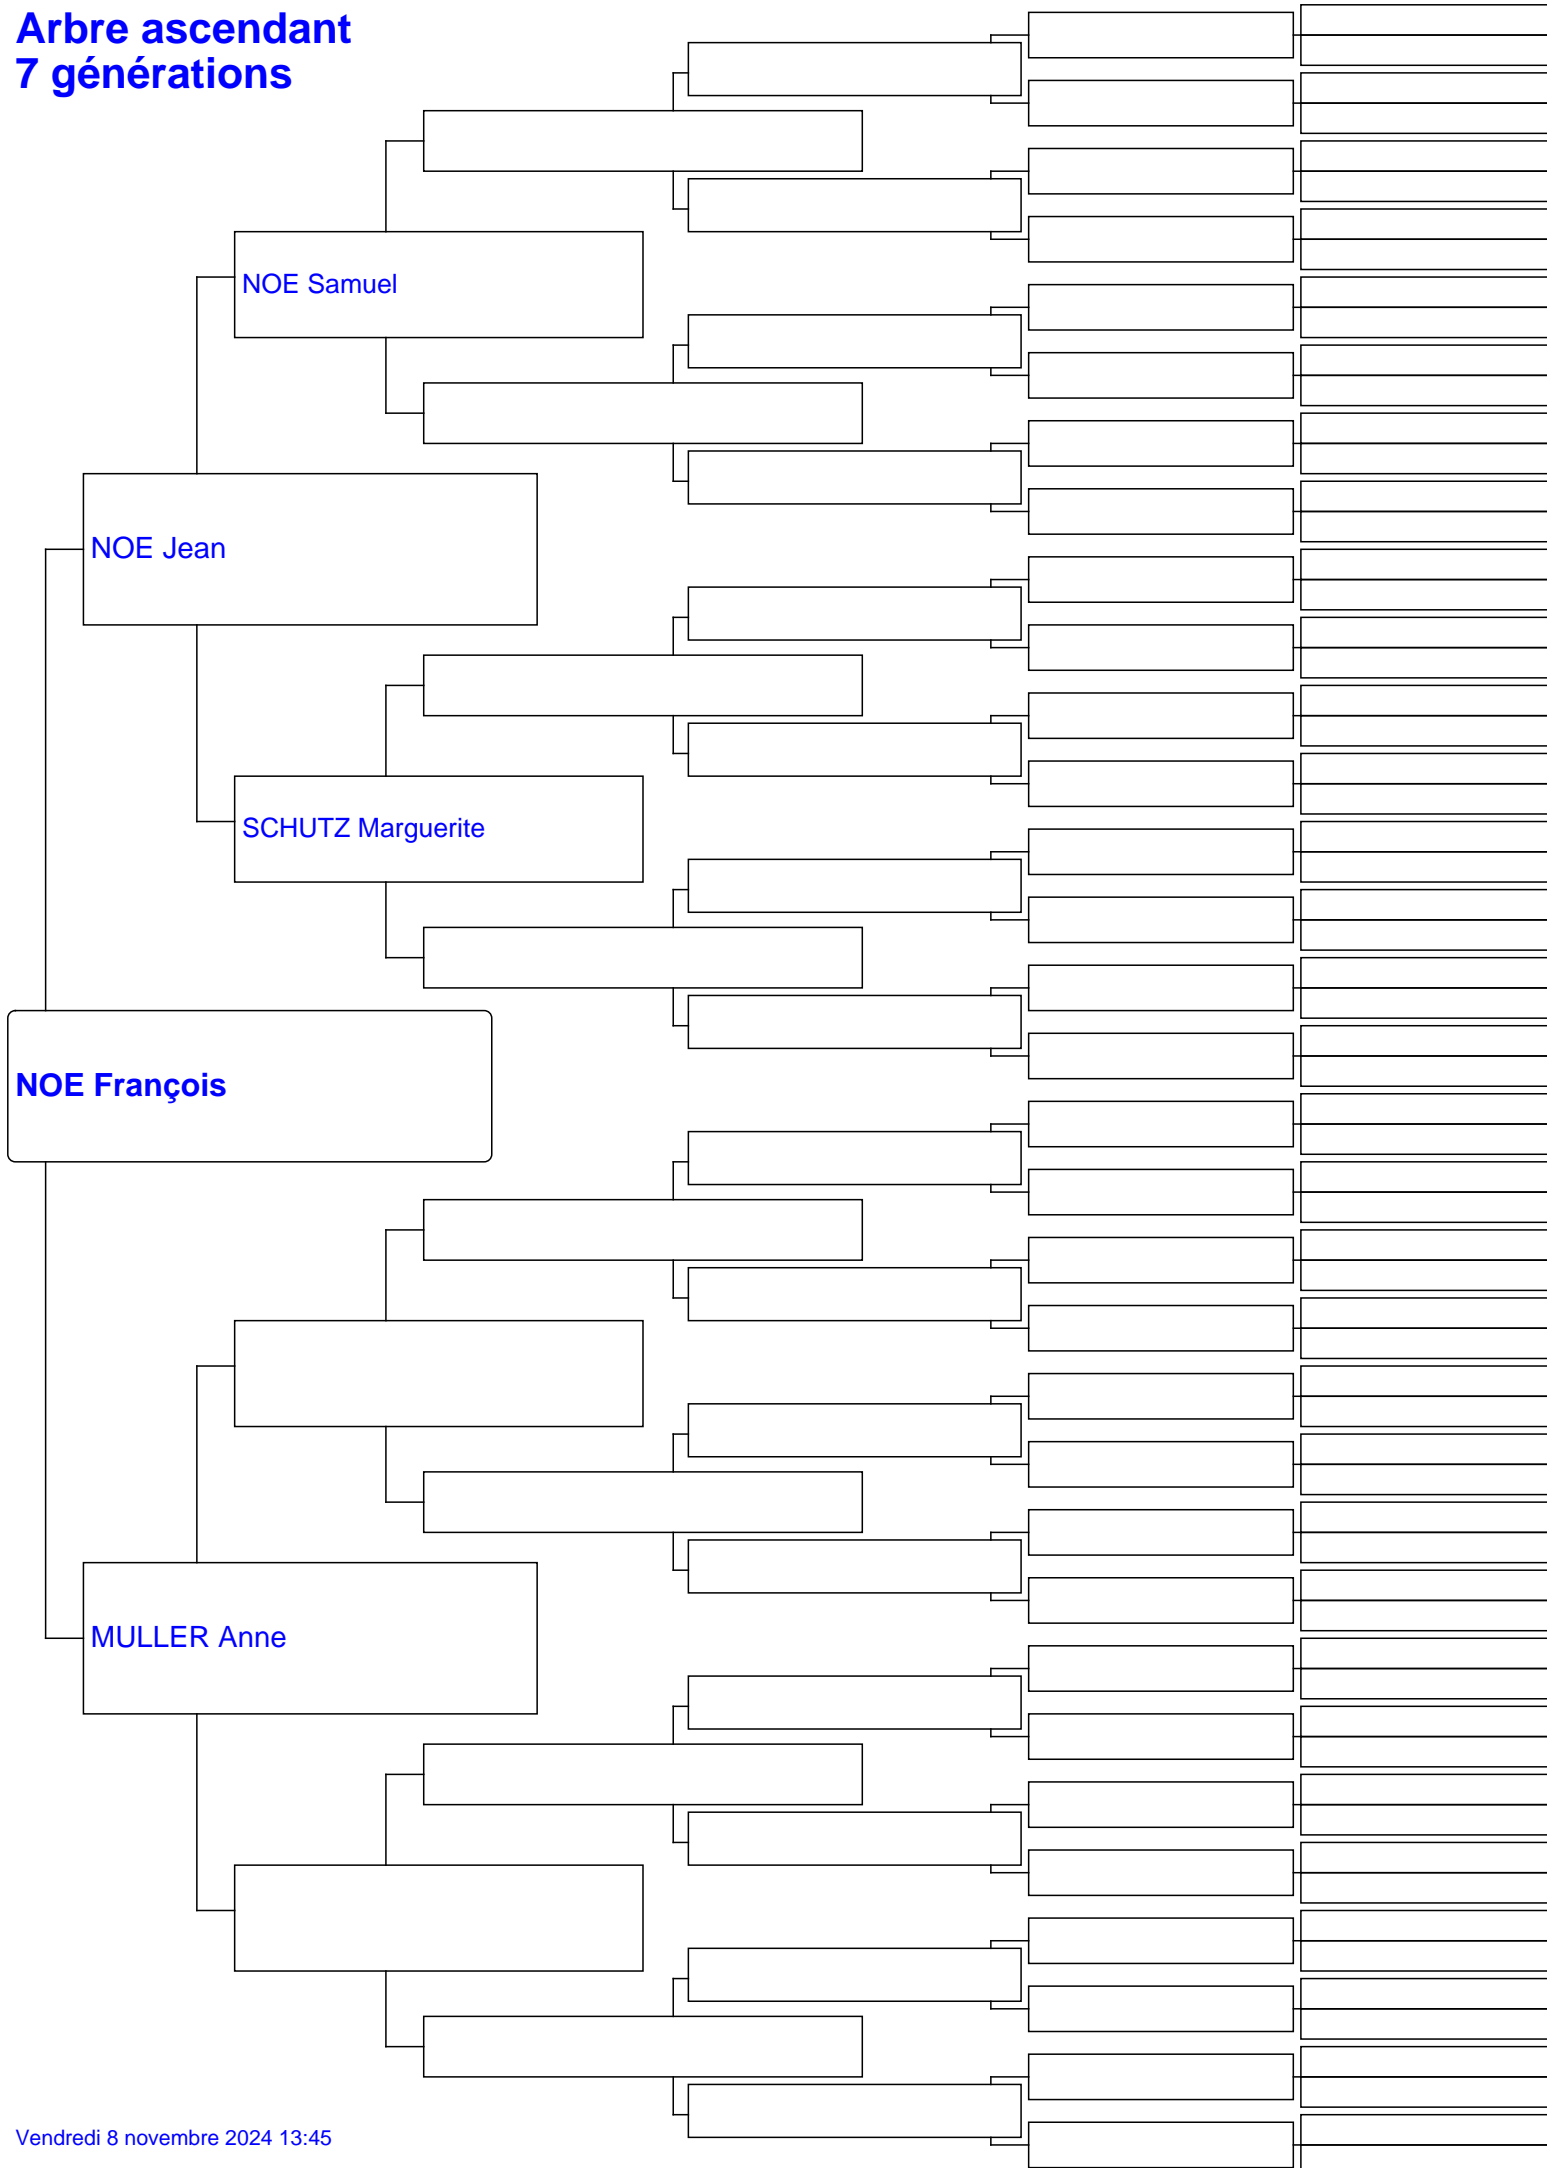 Arbre ascendant
7 générations
NOE Samuel
NOE Jean
SCHUTZ Marguerite
NOE François
MULLER Anne
Vendredi 8 novembre 2024 13:45